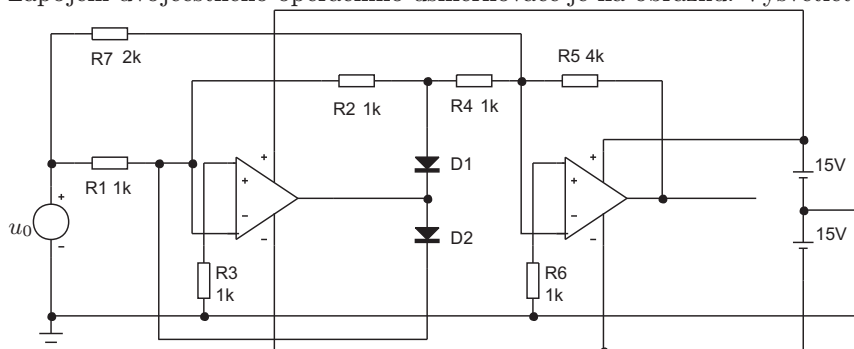 Zapojení dvojcestného operačního usměrňovače je na obrázku. Vysvětlet
R7 2k
R5 4k
R2 1k
R4 1k
+
D1
15V
R1 1k
+
+
+
u0
−
−
−
−
−
D2
15V
R3
1k
R6
1k